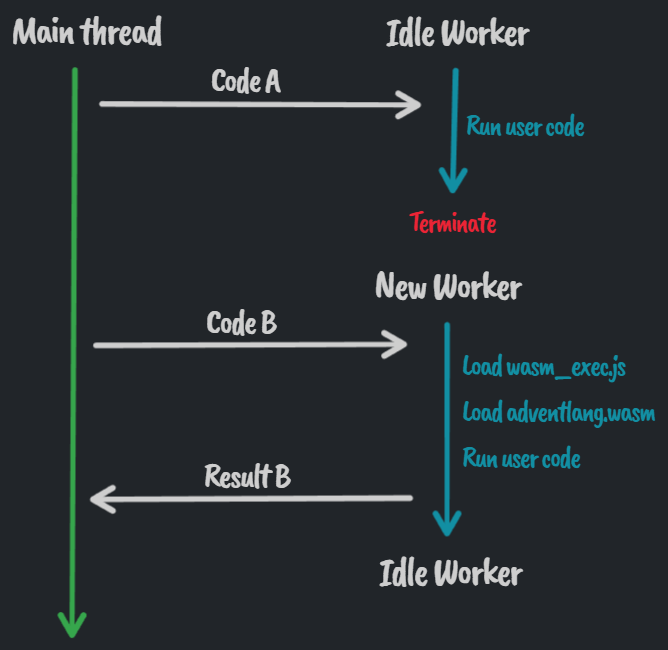 Main thread
Idle Worker
Code A
Run user code
Terminate
New Worker
Code B
Load wasm_exec.js
Load adventlang.wasm
Run user code
Result B
Idle Worker